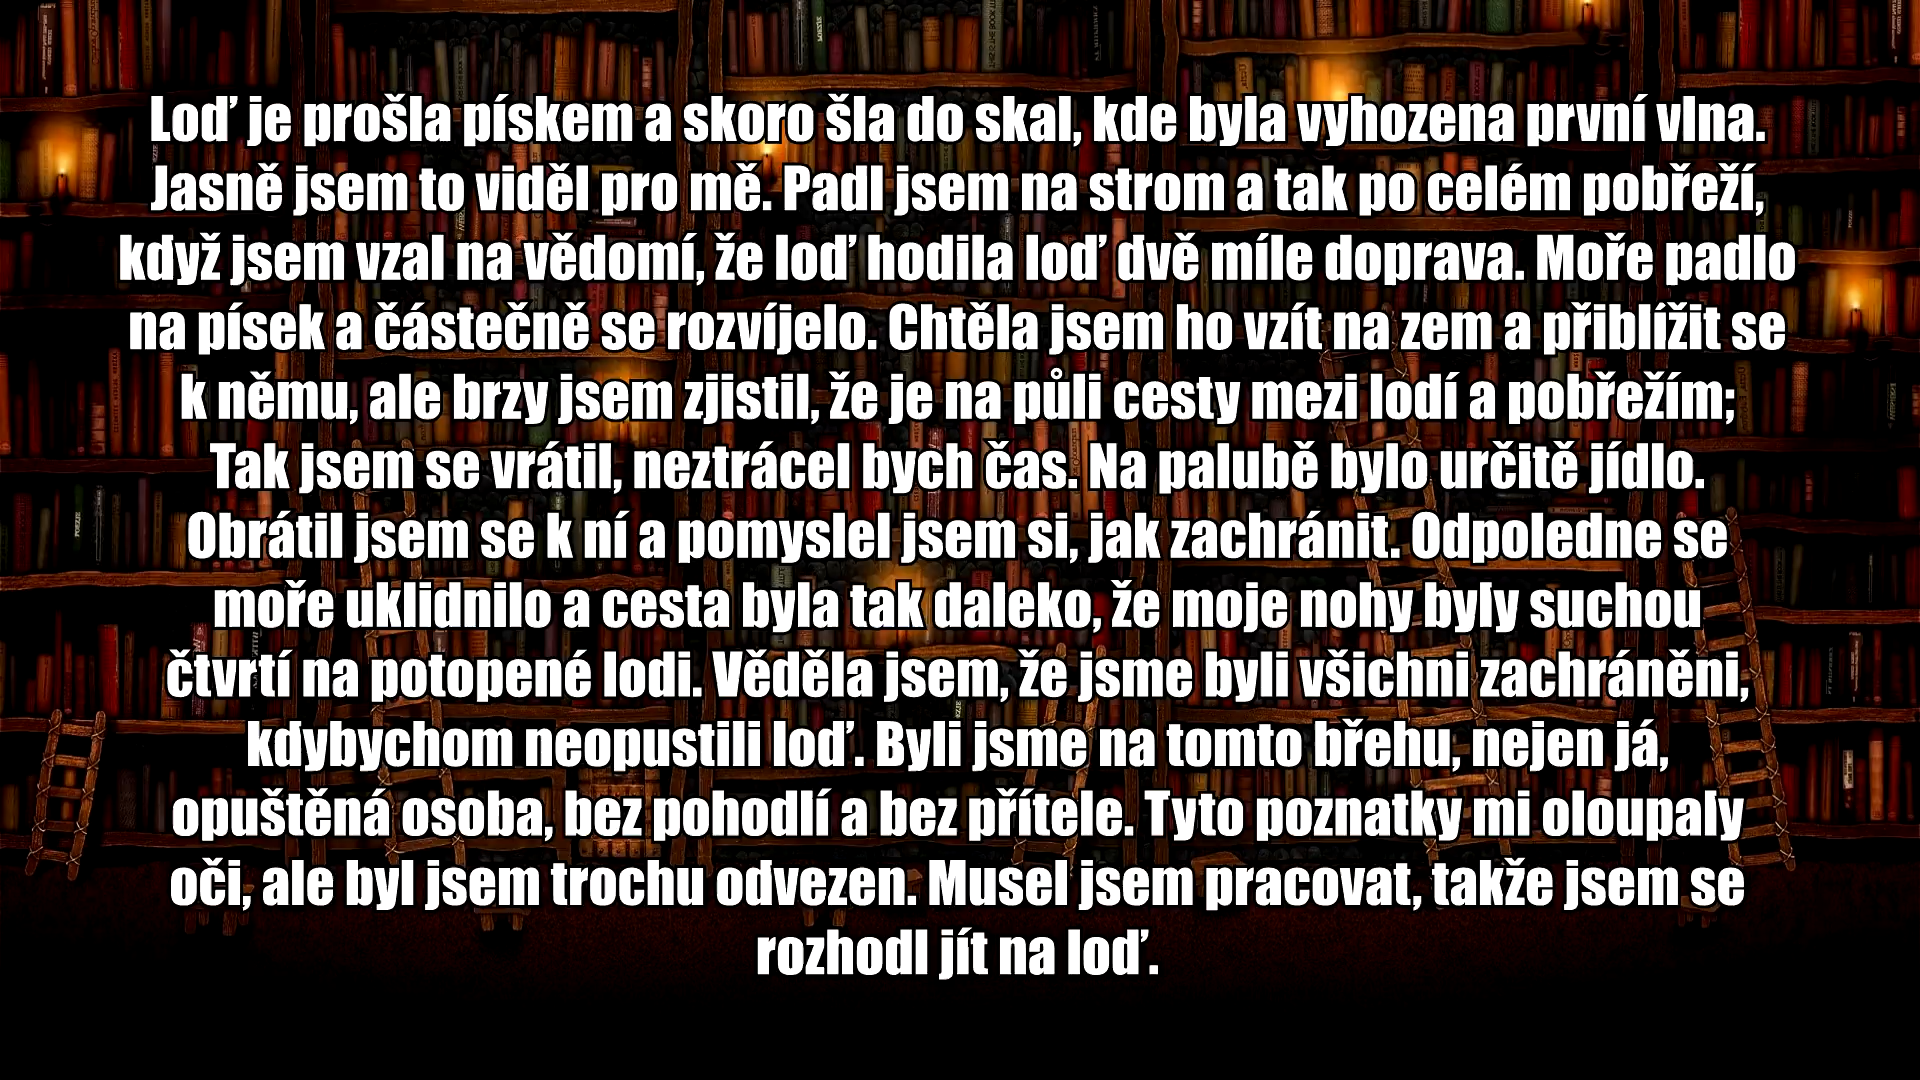 Loď je prošla pískem a skoro šla do skal, kde byla vyhozena první vlna.
Jasně jsem to viděl pro mě. Padl jsem na strom a tak po celém pobřeží,
když jsem vzal na vědomí, že loď hodila loď dvě míle doprava. Moře padlo
na písek a částečně se rozvíjelo. Chtěla jsem ho vzít na zem a přiblížit se
k němu, ale brzy jsem zjistil, že je na půli cesty mezi lodí a pobřežím;
Tak jsem se vrátil, neztrácel bych čas. Na palubě bylo určitě jídlo.
Obrátil jsem se k ní a pomyslel jsem si, jak zachránit. Odpoledne se
moře uklidnilo a cesta byla tak daleko, že moje nohy byly suchou
čtvrtí na potopené lodi. Věděla jsem, že jsme byli všichni zachráněni,
kdybychom neopustili loď. Byli jsme na tomto břehu, nejen já,
opuštěná osoba, bez pohodlí a bez přítele. Tyto poznatky mi oloupaly
oči, ale byl jsem trochu odvezen. Musel jsem pracovat, takže jsem se
rozhodl jít na loď.